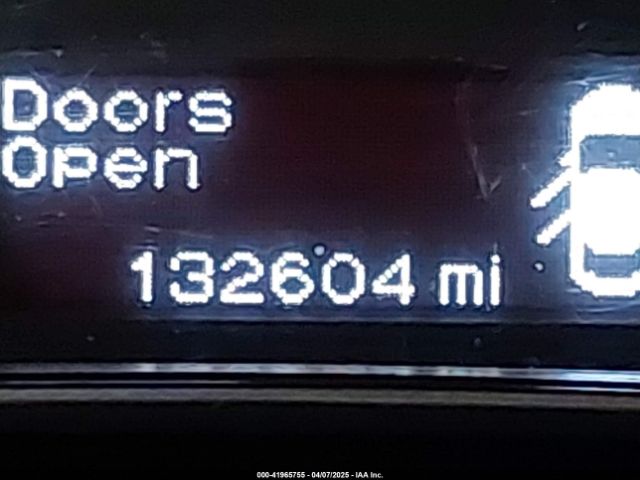 Doors
Open
132604 mi
000-41965755 - 04/07/2025 - IAA Inc.